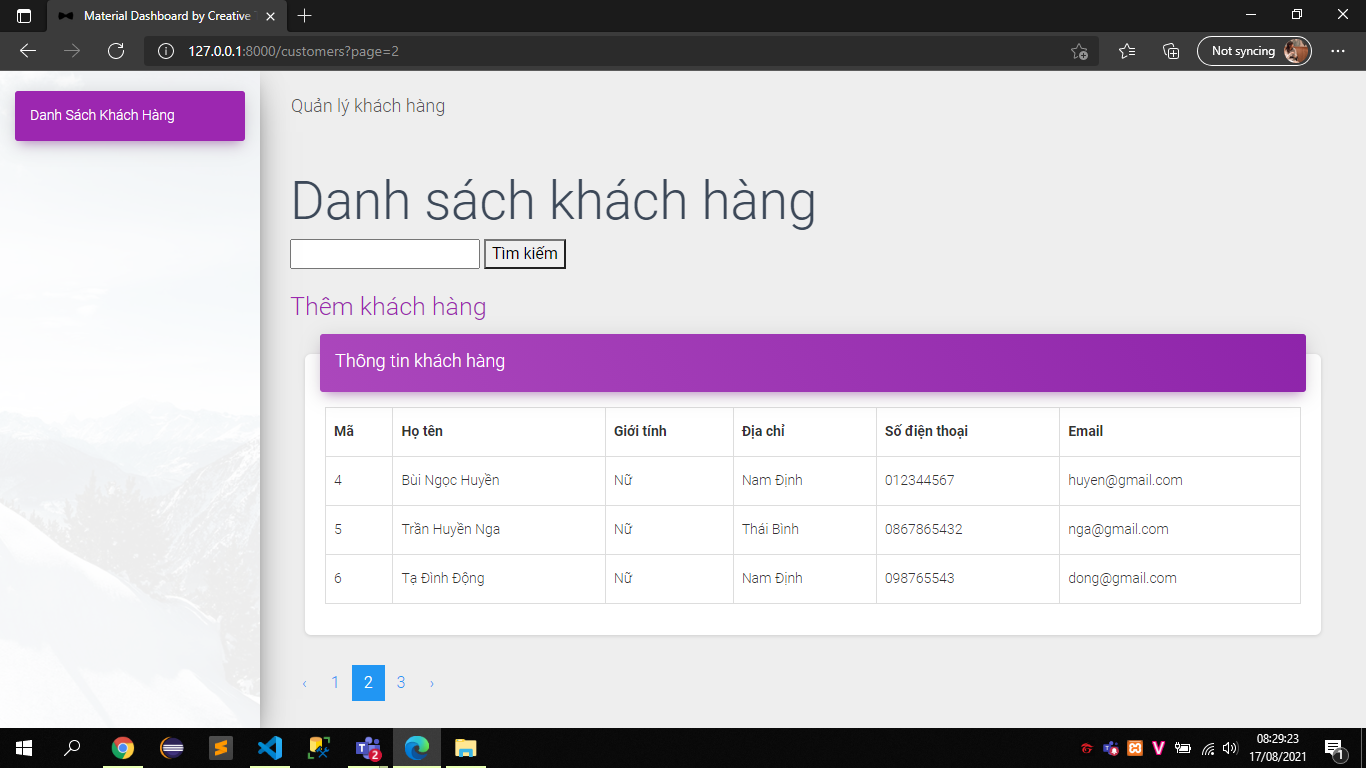 Material Dashboard by Creative
127.0.0.1:8000/customers?page=2
Not syncing
Danh Sách Khách Hàng
Quản lý khách hàng
Danh sách khách hàng
Tìm kiếm
Thêm khách hàng
Thông tin khách hàng
Mã Họ tên Giới tính Địa chỉ Số điện thoại Email
4 Bùi Ngọc Huyền Nữ Nam Định 012344567 huyen@gmail.com
5 Trần Huyền Nga Nữ Thái Bình 0867865432 nga@gmail.com
6 Tạ Đình Động Nữ Nam Định 098765543 dong@gmail.com
‹ 1 2 3 ›
08:29:23
17/08/2021
2
1